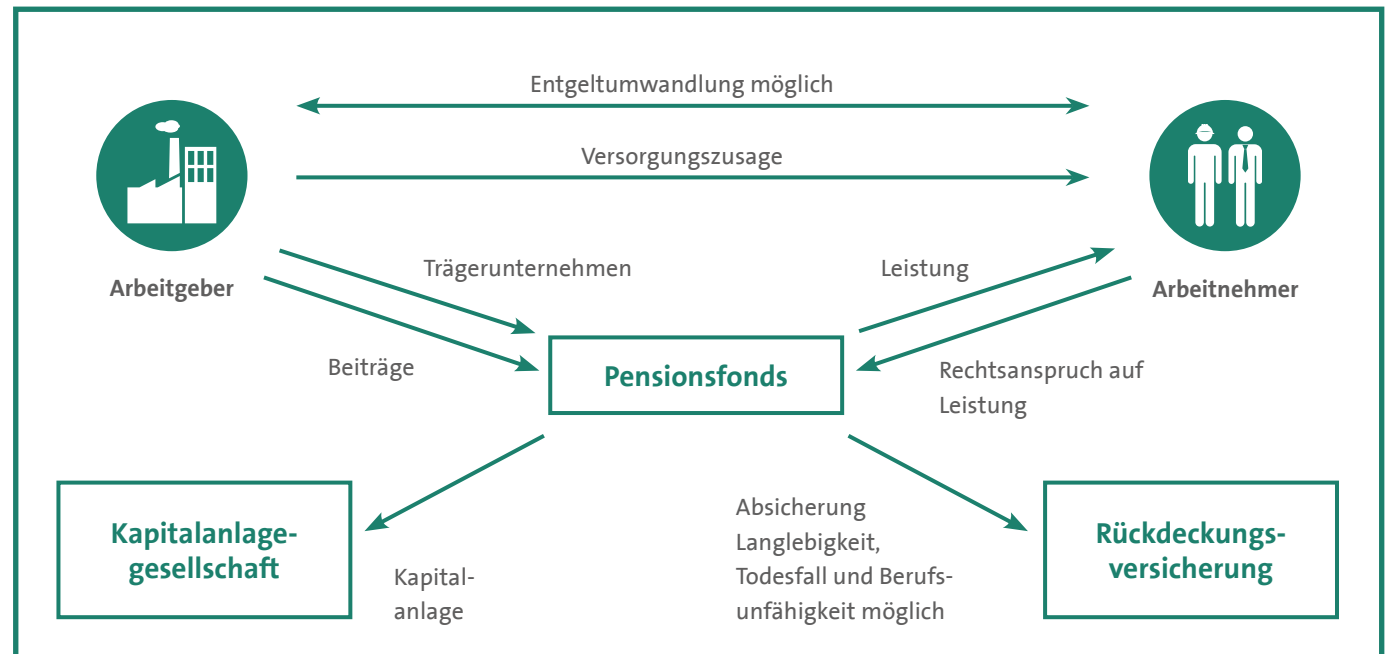 Entgeltumwandlung möglich
Versorgungszusage
Arbeitgeber
Arbeitnehmer
Trägerunternehmen
Leistung
Beiträge
Pensionsfonds
Rechtsanspruch auf
Leistung
Kapitalanlage-
gesellschaft
Kapital-
anlage
Absicherung
Langlebigkeit,
Todesfall und Berufs-
unfähigkeit möglich
Rückdeckungs-
versicherung